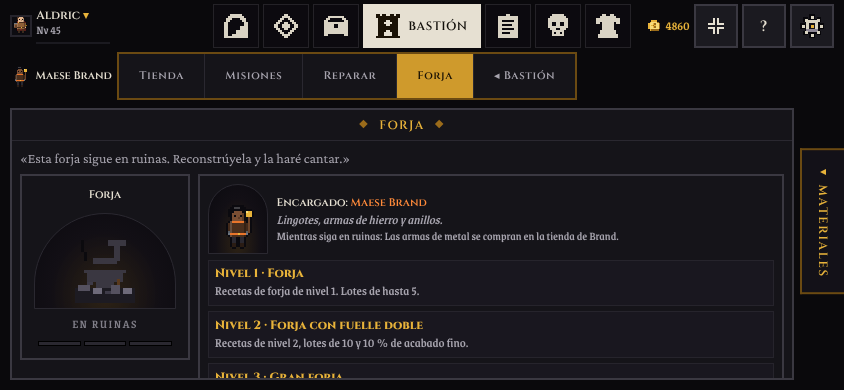 Aldric ▾
Nv 45
Bastión
4860
?
Maese Brand
Tienda
Misiones
Reparar
Forja
◂ Bastión
◆ Forja ◆
«Esta forja sigue en ruinas. Reconstrúyela y la haré cantar.»
Forja
EN RUINAS
Encargado: Maese Brand
Lingotes, armas de hierro y anillos.
Mientras siga en ruinas: Las armas de metal se compran en la tienda de Brand.
Nivel 1 · Forja
Recetas de forja de nivel 1. Lotes de hasta 5.
Nivel 2 · Forja con fuelle doble
Recetas de nivel 2, lotes de 10 y 10 % de acabado fino.
Nivel 3 · Gran forja
◂ Materiales